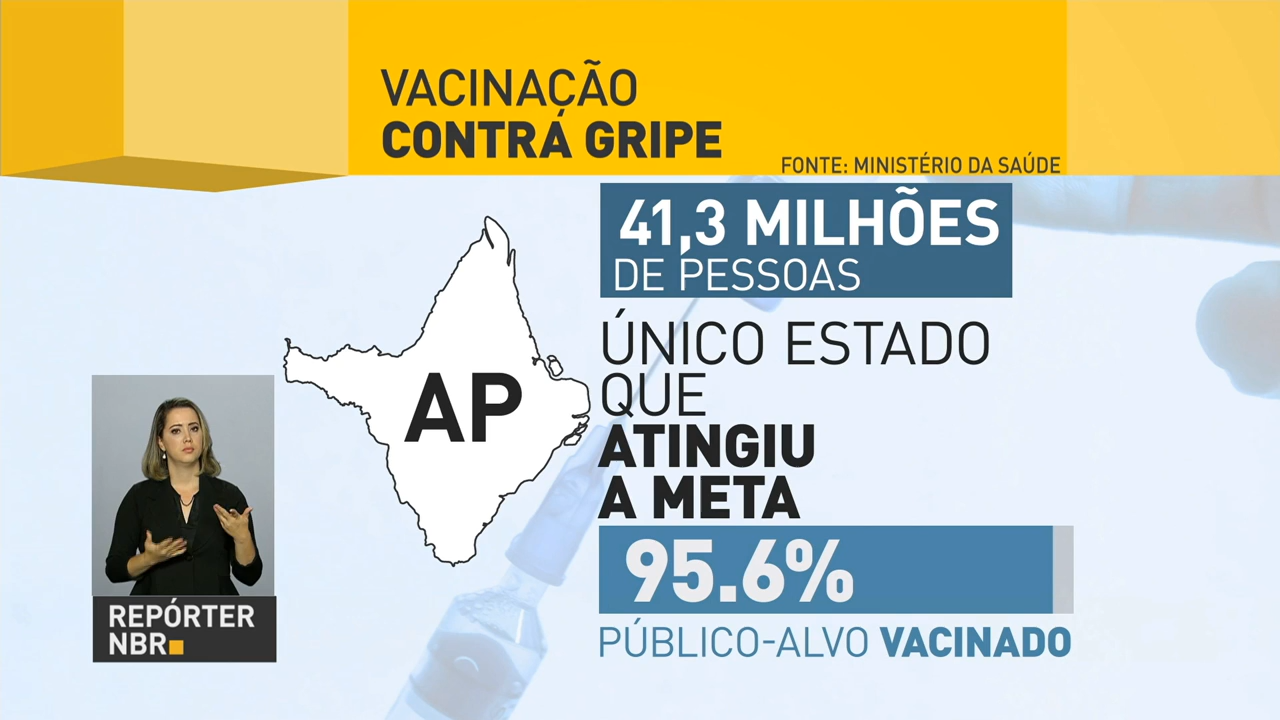 VACINAÇÃO
CONTRA GRIPE
FONTE: MINISTÉRIO DA SAÚDE
41,3 MILHÕES
DE PESSOAS
AP
ÚNICO ESTADO
QUE
ATINGIU
A META
95.6%
PÚBLICO-ALVO VACINADO
REPÓRTER
NBR